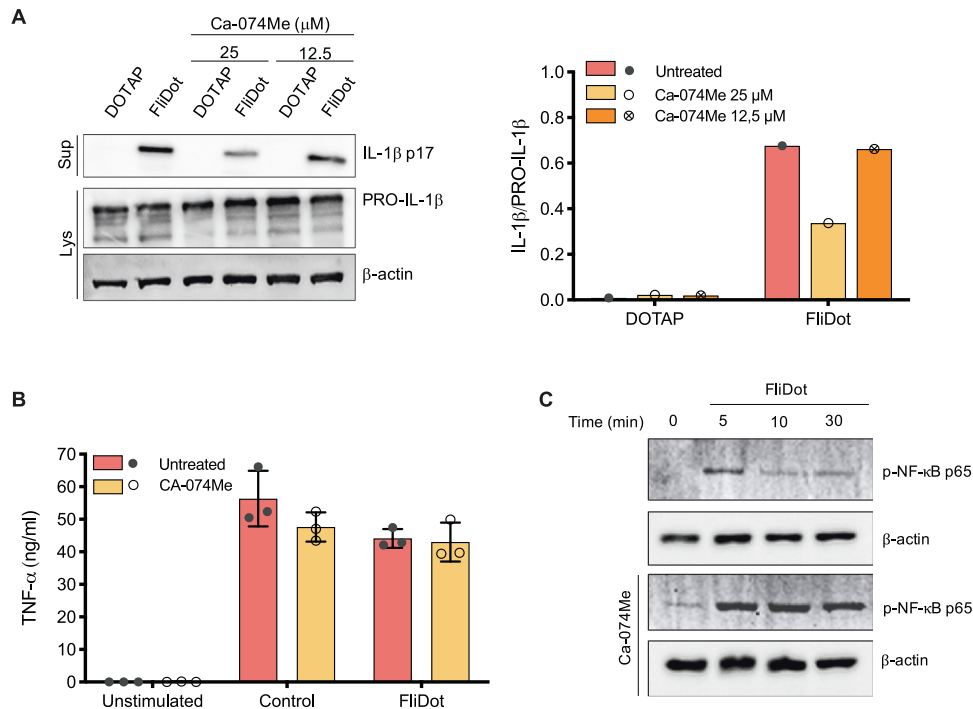 A
Ca-074Me (μM)
25 12.5
DOTAP FliDot DOTAP FliDot DOTAP FliDot
Sup
IL-1β p17
Lys
PRO-IL-1β
β-actin
IL-1β/PRO-IL-1β
1.0
0.8
0.6
0.4
0.2
0.0
Untreated
Ca-074Me 25 μM
Ca-074Me 12,5 μM
DOTAP FliDot
B
TNF-α (ng/ml)
70
60
50
40
30
20
10
0
Untreated
CA-074Me
Unstimulated Control FliDot
C
FliDot
Time (min) 0 5 10 30
p-NF-κB p65
β-actin
Ca-074Me
p-NF-κB p65
β-actin